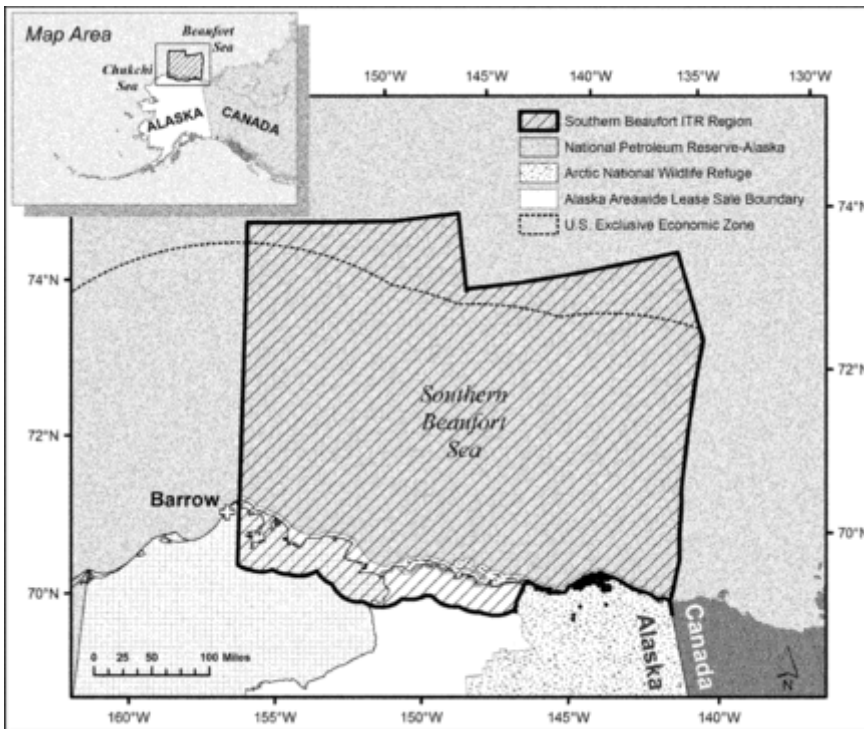 Map Area
Beaufort
Sea
Chukchi
Sea
ALASKA
CANADA
150°W
145°W
140°W
135°W
130°W
Southern Beaufort ITR Region
National Petroleum Reserve-Alaska
Arctic National Wildlife Refuge
Alaska Areawide Lease Sale Boundary
U.S. Exclusive Economic Zone
74°N
74°N
72°N
72°N
70°N
70°N
Southern
Beaufort
Sea
Barrow
0 25 50 100 Miles
Alaska
Canada
N
160°W
155°W
150°W
145°W
140°W